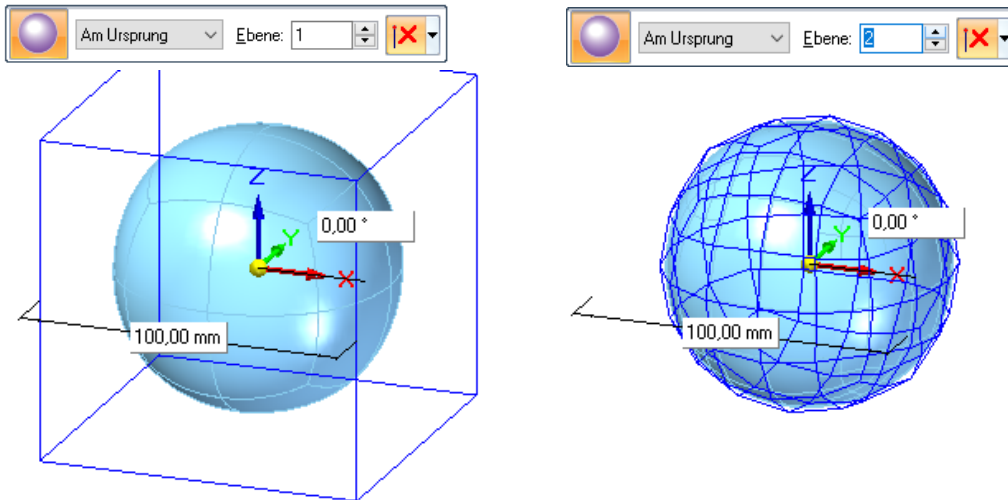 Am Ursprung Ebene: 1
Z
0,00 °
Y
X
100,00 mm
Am Ursprung Ebene: 2
Z
0,00 °
Y
X
100,00 mm